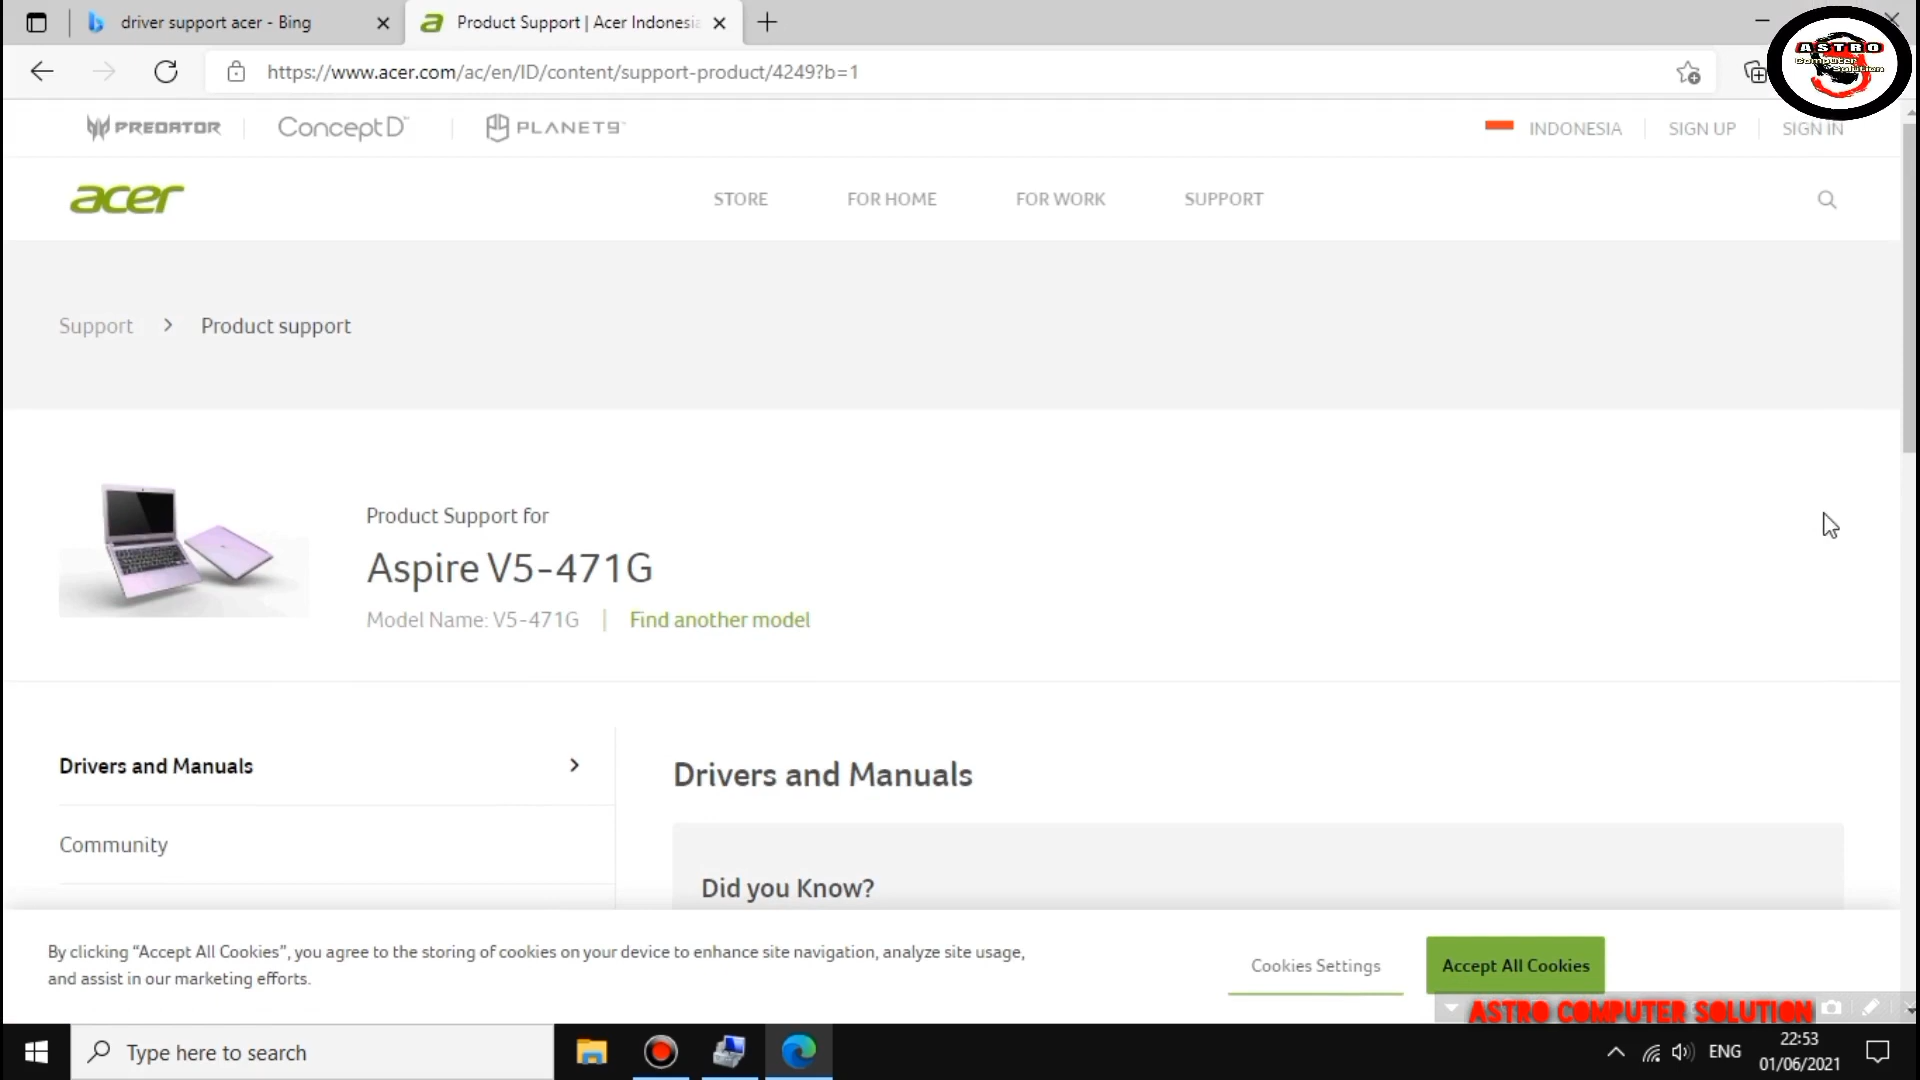 driver support acer - Bing
Product Support | Acer Indonesia
https://www.acer.com/ac/en/ID/content/support-product/4249?b=1
ASTRO
Computer
Solution
PREDATOR
ConceptD™
PLANET9™
INDONESIA
SIGN UP
SIGN IN
acer
STORE
FOR HOME
FOR WORK
SUPPORT
Support
Product support
Product Support for
Aspire V5-471G
Model Name: V5-471G
Find another model
Drivers and Manuals
Community
Drivers and Manuals
Did you Know?
By clicking “Accept All Cookies”, you agree to the storing of cookies on your device to enhance site navigation, analyze site usage,
and assist in our marketing efforts.
Cookies Settings
Accept All Cookies
ASTRO COMPUTER SOLUTION
Type here to search
ENG
22:53
01/06/2021